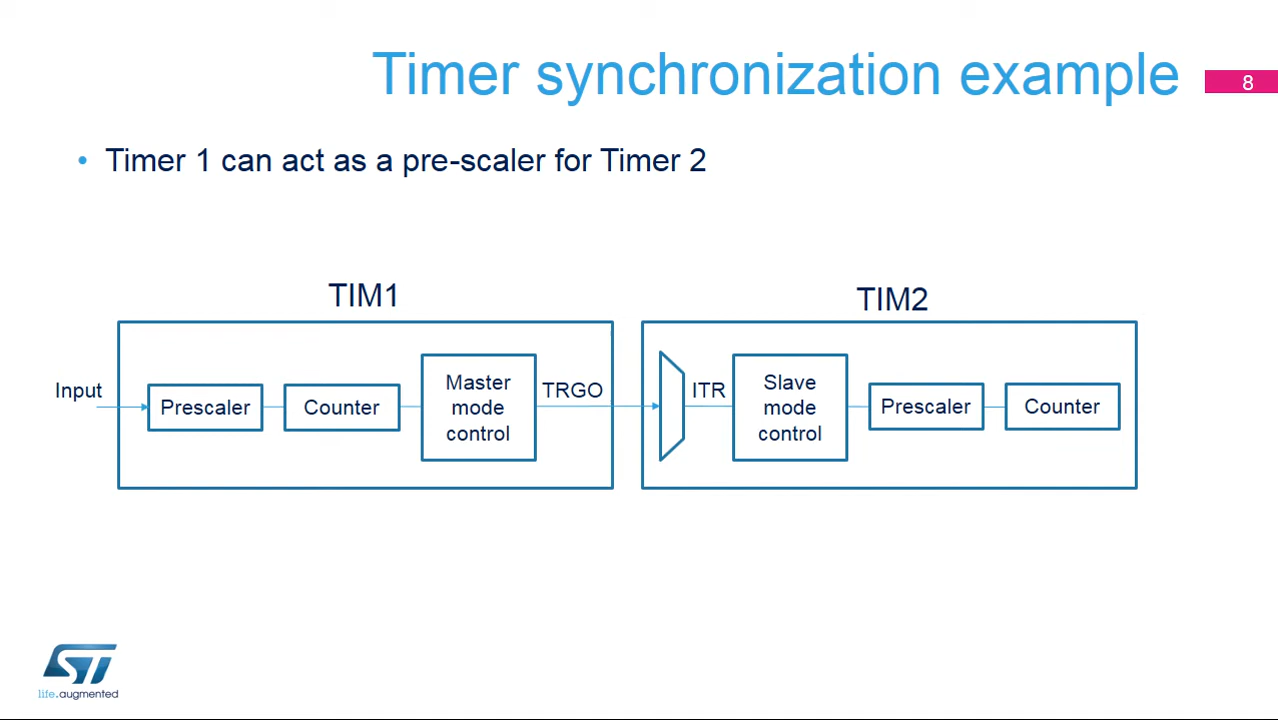 Timer synchronization example
8
• Timer 1 can act as a pre-scaler for Timer 2
TIM1
TIM2
Input
Prescaler
Counter
Master
mode
control
TRGO
ITR
Slave
mode
control
Prescaler
Counter
ST
life.augmented